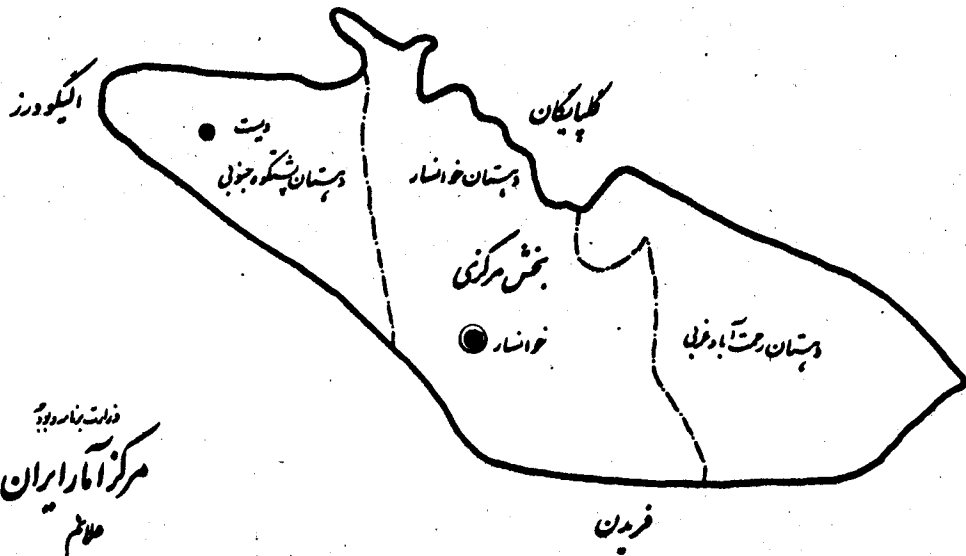 الیگودرز
گلپایگان
ویست
دهستان پشتکوه جنوبی
دهستان خوانسار
بخش مرکزی
خوانسار
دهستان رحمت آباد غربی
وزارت برنامه و بودجه
مرکز آمار ایران
علائم
فریدن